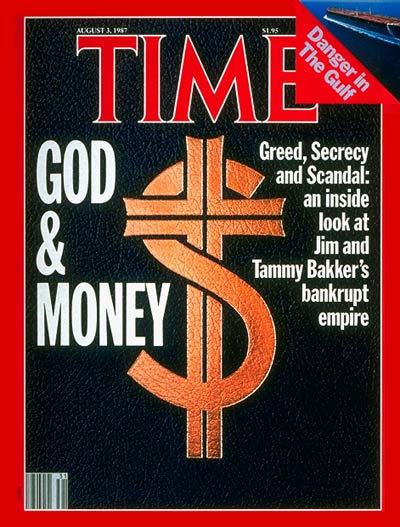 AUGUST 3, 1987
$1.95
TIME
Danger in
The Gulf
GOD
&
MONEY
Greed, Secrecy
and Scandal:
an inside
look at
Jim and
Tammy Bakker's
bankrupt
empire
31